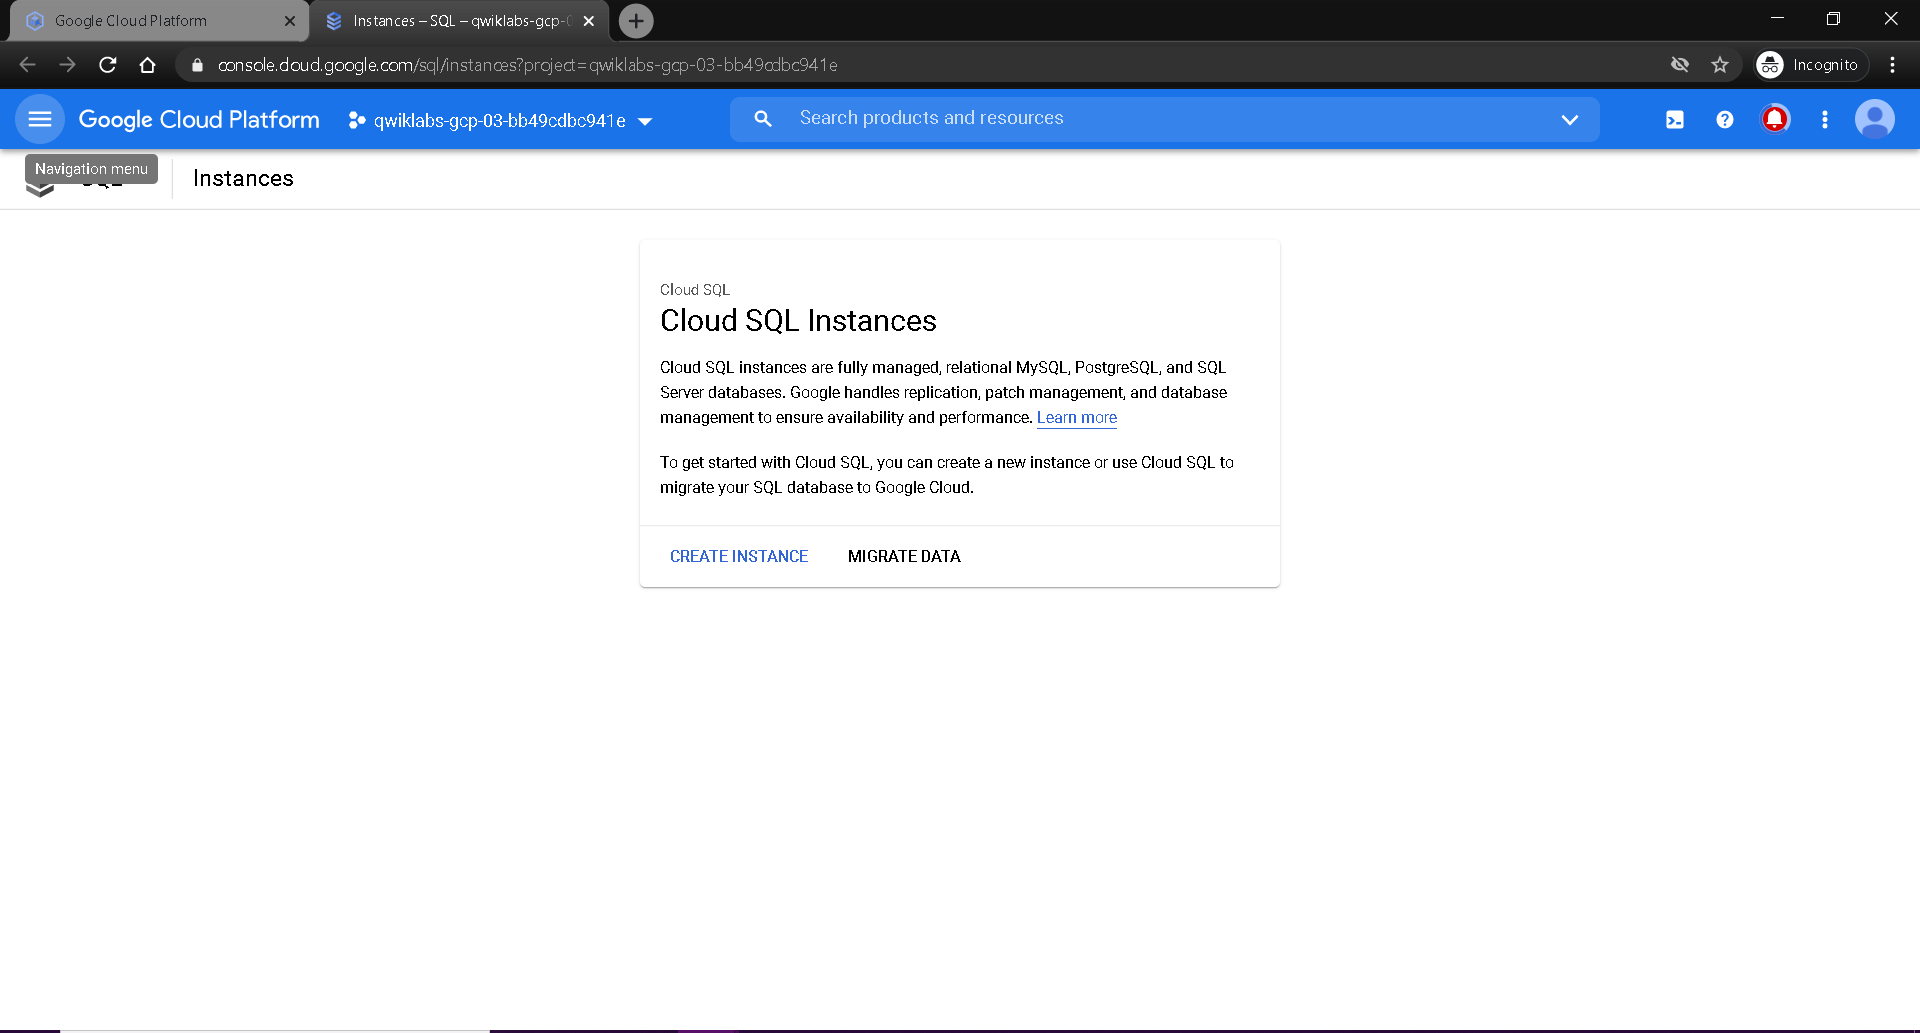 Google Cloud Platform
Instances – SQL – qwiklabs-gcp-0
console.cloud.google.com/sql/instances?project=qwiklabs-gcp-03-bb49cdbc941e
Incognito
Google Cloud Platform
qwiklabs-gcp-03-bb49cdbc941e
Search products and resources
Navigation menu
SQL
Instances
Cloud SQL
Cloud SQL Instances
Cloud SQL instances are fully managed, relational MySQL, PostgreSQL, and SQL
Server databases. Google handles replication, patch management, and database
management to ensure availability and performance. Learn more
To get started with Cloud SQL, you can create a new instance or use Cloud SQL to
migrate your SQL database to Google Cloud.
CREATE INSTANCE
MIGRATE DATA